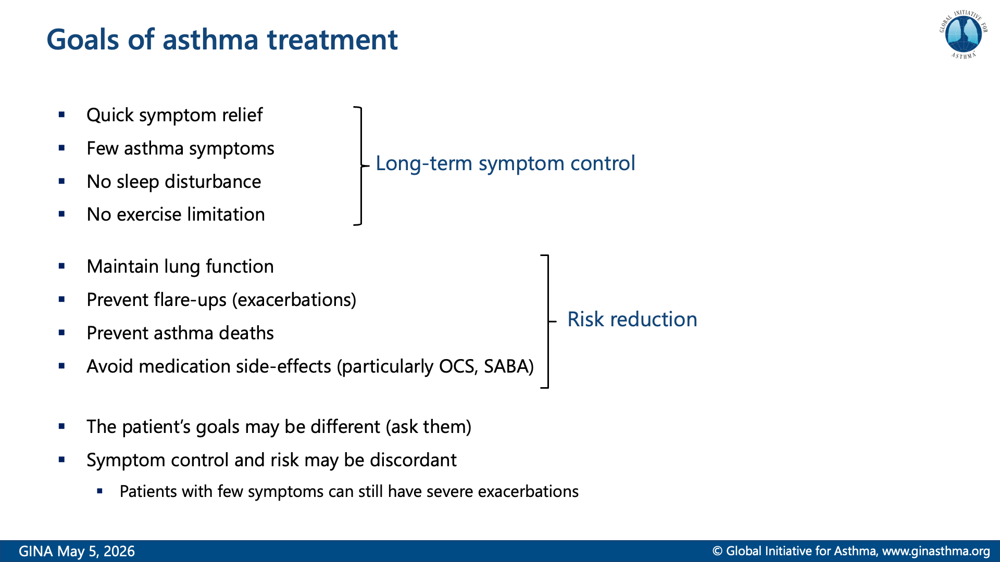 Goals of asthma treatment
GLOBAL INITIATIVE FOR
ASTHMA
Quick symptom relief
Few asthma symptoms
No sleep disturbance
No exercise limitation
Long-term symptom control
Maintain lung function
Prevent flare-ups (exacerbations)
Prevent asthma deaths
Avoid medication side-effects (particularly OCS, SABA)
Risk reduction
The patient’s goals may be different (ask them)
Symptom control and risk may be discordant
Patients with few symptoms can still have severe exacerbations
GINA May 5, 2026
© Global Initiative for Asthma, www.ginasthma.org